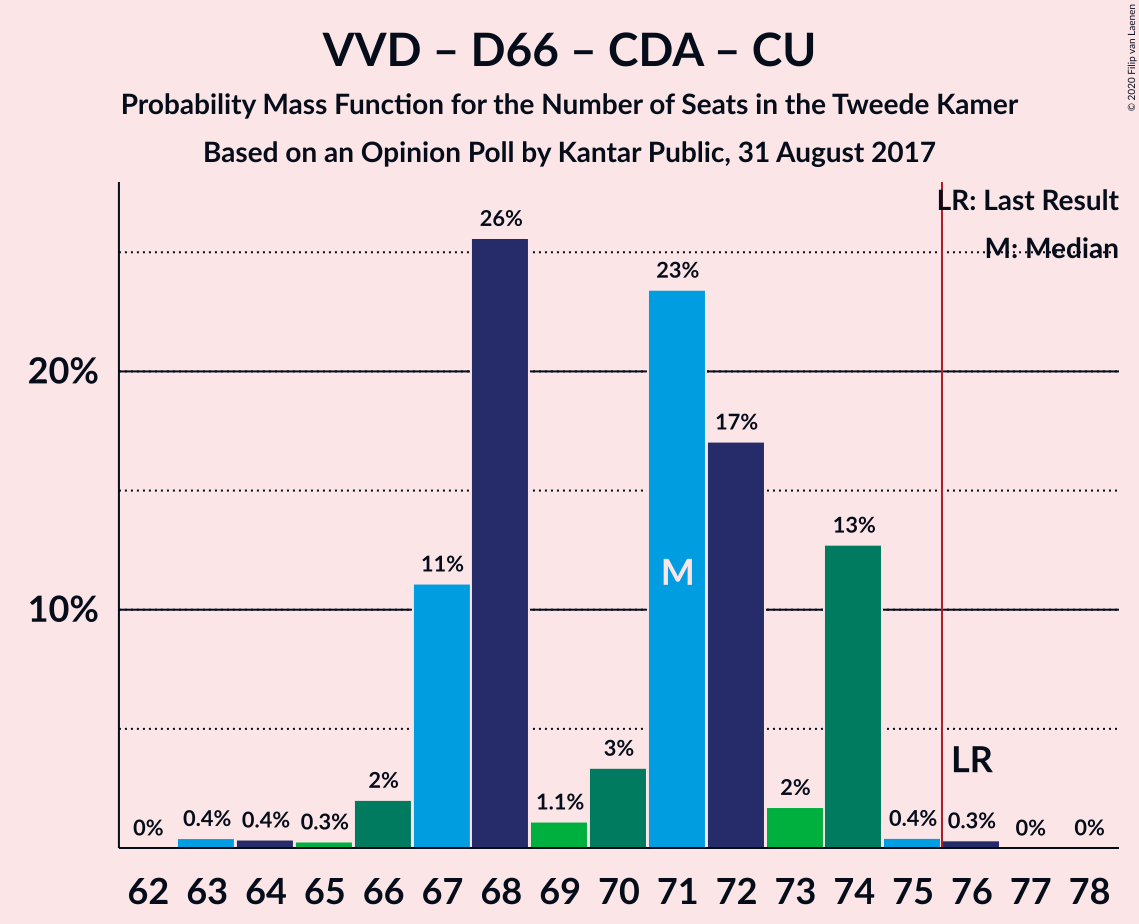 VVD – D66 – CDA – CU
Probability Mass Function for the Number of Seats in the Tweede Kamer
Based on an Opinion Poll by Kantar Public, 31 August 2017
© 2020 Filip van Laenen
LR: Last Result
M: Median
20%
10%
0%
0.4%
0.4%
0.3%
2%
11%
26%
1.1%
3%
23%
17%
2%
13%
0.4%
0.3%
0%
0%
M
LR
62 63 64 65 66 67 68 69 70 71 72 73 74 75 76 77 78